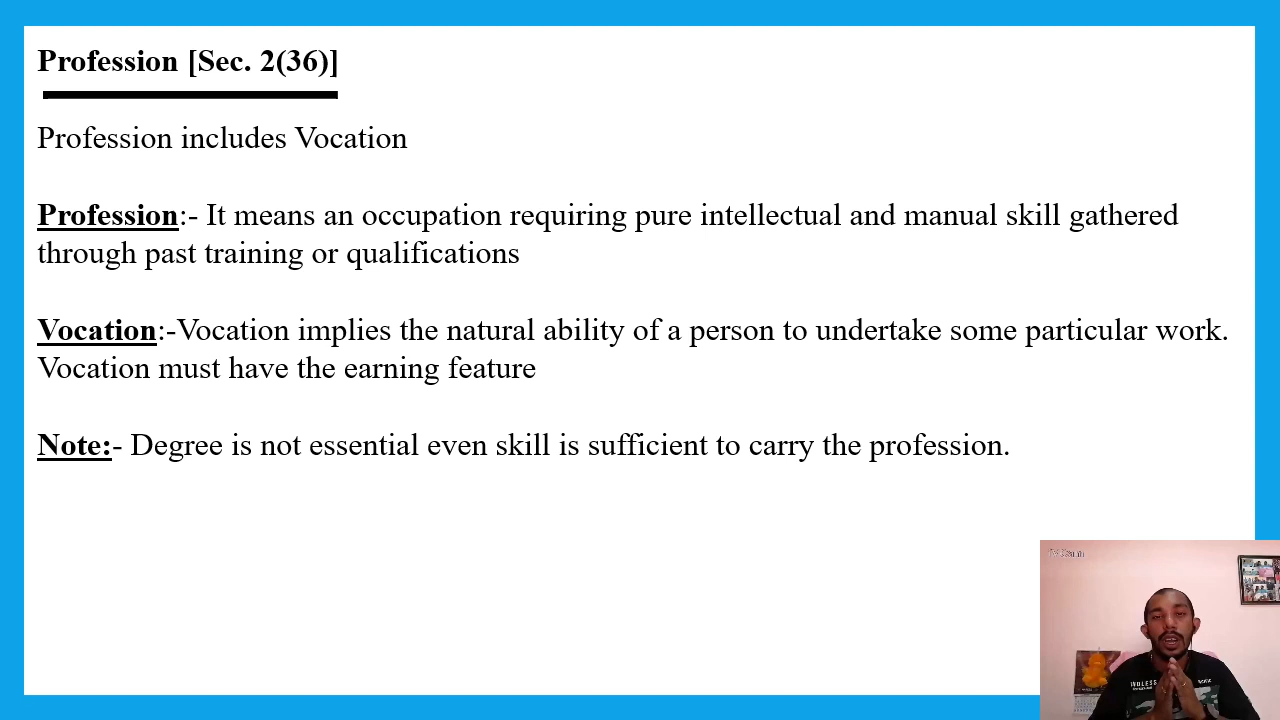 Profession [Sec. 2(36)]
Profession includes Vocation
Profession:- It means an occupation requiring pure intellectual and manual skill gathered
through past training or qualifications
Vocation:-Vocation implies the natural ability of a person to undertake some particular work.
Vocation must have the earning feature
Note:- Degree is not essential even skill is sufficient to carry the profession.